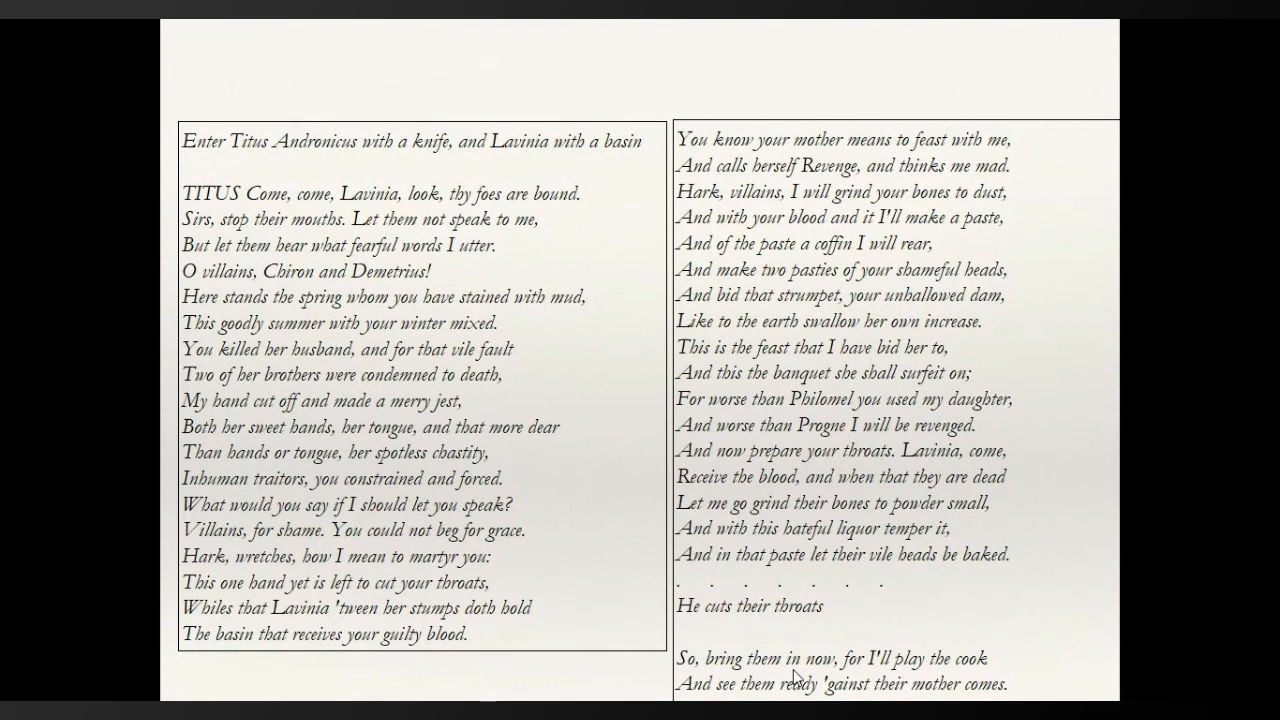 Enter Titus Andronicus with a knife, and Lavinia with a basin
TITUS Come, come, Lavinia, look, thy foes are bound.
Sirs, stop their mouths. Let them not speak to me,
But let them hear what fearful words I utter.
O villains, Chiron and Demetrius!
Here stands the spring whom you have stained with mud,
This goodly summer with your winter mixed.
You killed her husband, and for that vile fault
Two of her brothers were condemned to death,
My hand cut off and made a merry jest,
Both her sweet hands, her tongue, and that more dear
Than hands or tongue, her spotless chastity,
Inhuman traitors, you constrained and forced.
What would you say if I should let you speak?
Villains, for shame. You could not beg for grace.
Hark, wretches, how I mean to martyr you:
This one hand yet is left to cut your throats,
Whiles that Lavinia 'tween her stumps doth hold
The basin that receives your guilty blood.
You know your mother means to feast with me,
And calls herself Revenge, and thinks me mad.
Hark, villains, I will grind your bones to dust,
And with your blood and it I'll make a paste,
And of the paste a coffin I will rear,
And make two pasties of your shameful heads,
And bid that strumpet, your unhallowed dam,
Like to the earth swallow her own increase.
This is the feast that I have bid her to,
And this the banquet she shall surfeit on;
For worse than Philomel you used my daughter,
And worse than Progne I will be revenged.
And now prepare your throats. Lavinia, come,
Receive the blood, and when that they are dead
Let me go grind their bones to powder small,
And with this hateful liquor temper it,
And in that paste let their vile heads be baked.
. . . . . . .
He cuts their throats
So, bring them in now, for I'll play the cook
And see them ready 'gainst their mother comes.